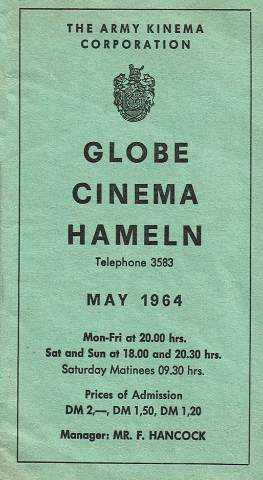 THE ARMY KINEMA
CORPORATION
GLOBE
CINEMA
HAMELN
Telephone 3583
MAY 1964
Mon-Fri at 20.00 hrs.
Sat and Sun at 18.00 and 20.30 hrs.
Saturday Matinees 09.30 hrs.
Prices of Admission
DM 2,—, DM 1,50, DM 1,20
Manager: MR. F. HANCOCK